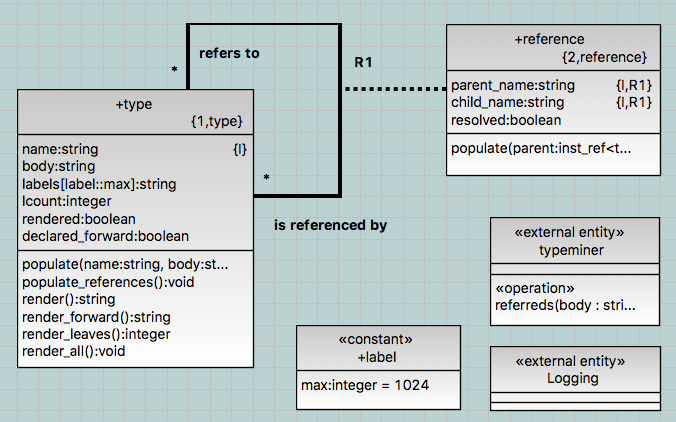 refers to
*
R1
+type
{1,type}
name:string {I}
body:string
labels[label::max]:string
lcount:integer
rendered:boolean
declared_forward:boolean
populate(name:string, body:st...
populate_references():void
render():string
render_forward():string
render_leaves():integer
render_all():void
*
is referenced by
+reference
{2,reference}
parent_name:string {I,R1}
child_name:string {I,R1}
resolved:boolean
populate(parent:inst_ref<t...
«external entity»
typeminer
«operation»
referreds(body : stri...
«constant»
+label
max:integer = 1024
«external entity»
Logging